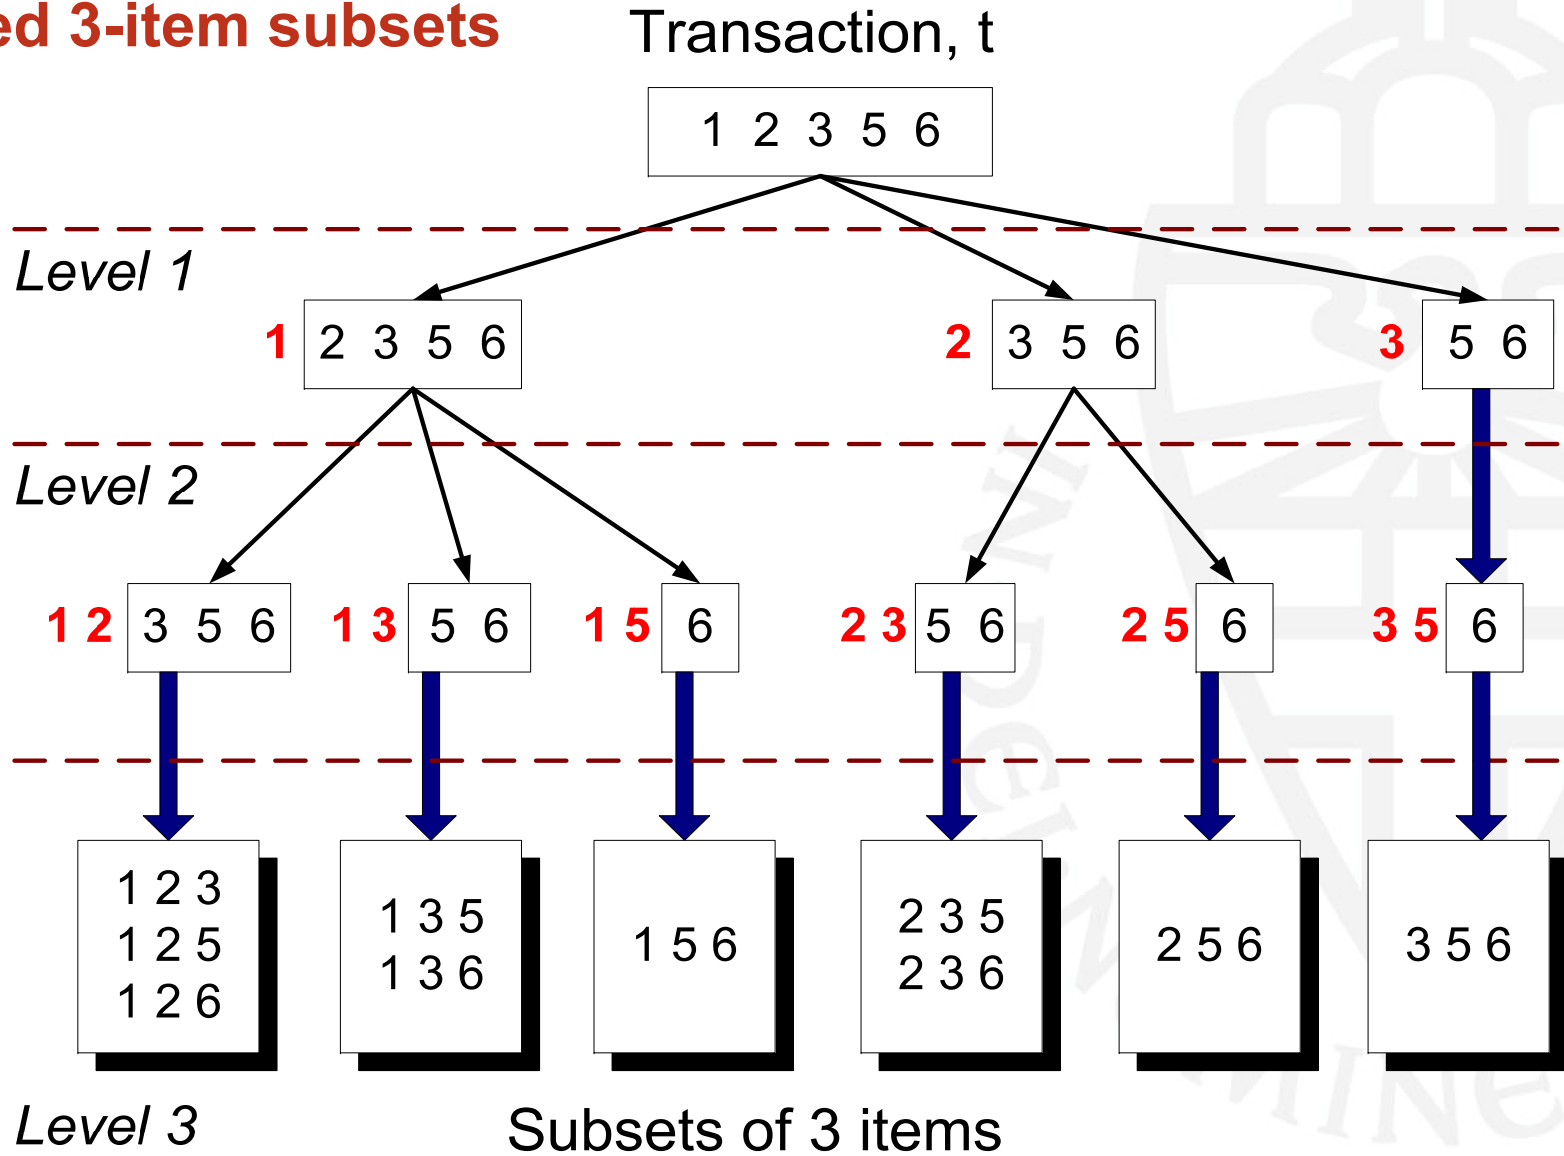 ed 3-item subsets
Transaction, t
1 2 3 5 6
Level 1
1 2 3 5 6
2 3 5 6
3 5 6
Level 2
1 2 3 5 6
1 3 5 6
1 5 6
2 3 5 6
2 5 6
3 5 6
1 2 3
1 2 5
1 2 6
1 3 5
1 3 6
1 5 6
2 3 5
2 3 6
2 5 6
3 5 6
Level 3
Subsets of 3 items